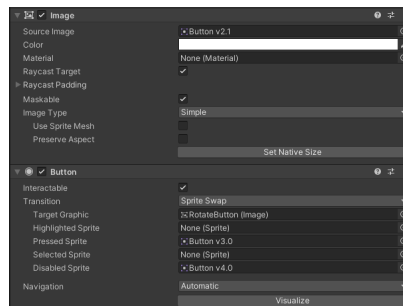 Image
Source Image Button v2.1
Color
Material None (Material)
Raycast Target
Raycast Padding
Maskable
Image Type Simple
Use Sprite Mesh
Preserve Aspect
Set Native Size
Button
Interactable
Transition Sprite Swap
Target Graphic RotateButton (Image)
Highlighted Sprite None (Sprite)
Pressed Sprite Button v3.0
Selected Sprite None (Sprite)
Disabled Sprite Button v4.0
Navigation Automatic
Visualize